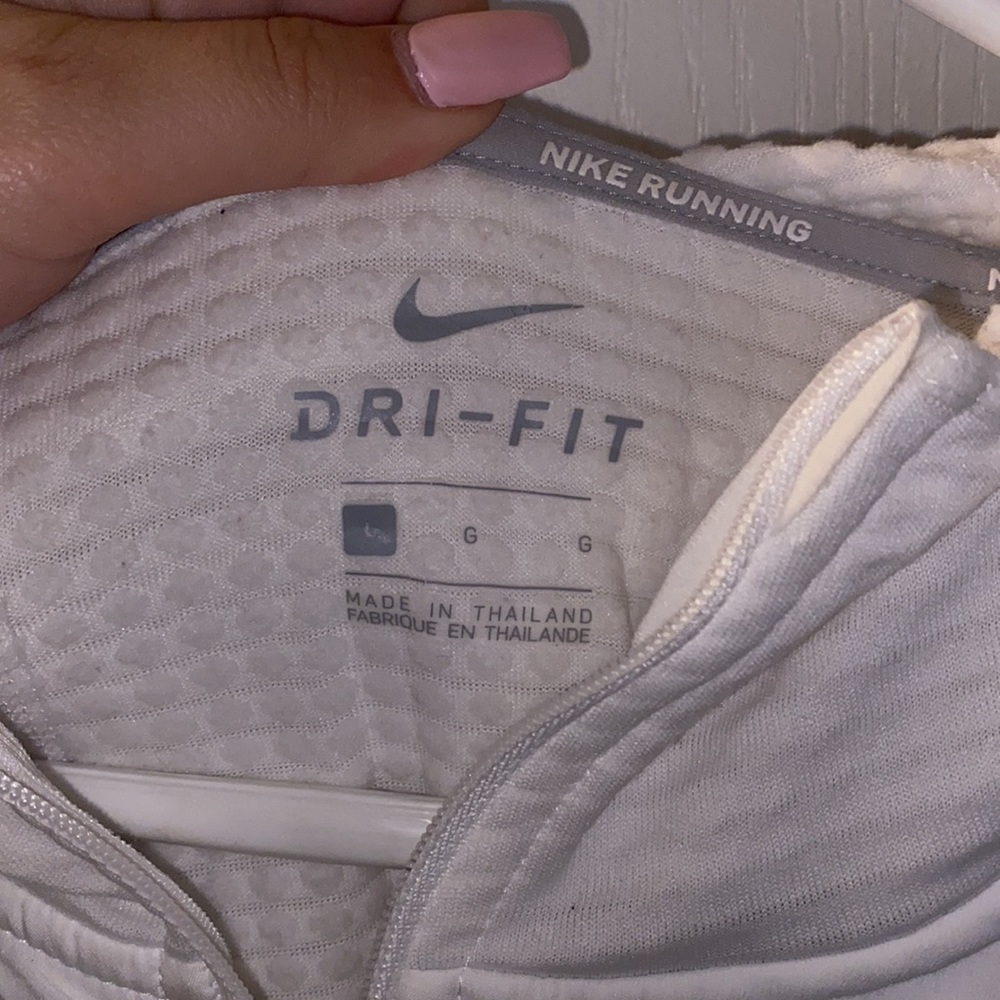 NIKE RUNNING
DRI-FIT
L G G
MADE IN THAILAND
FABRIQUE EN THAILANDE